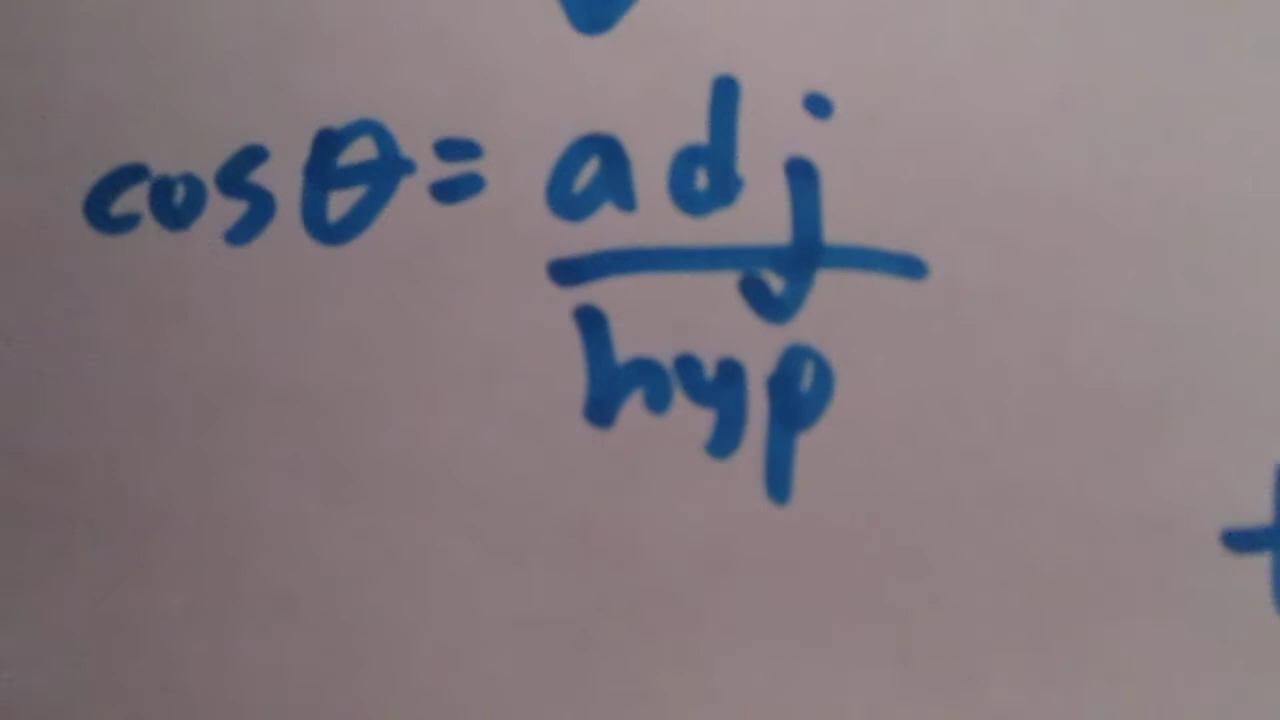 cosθ = adj
hyp